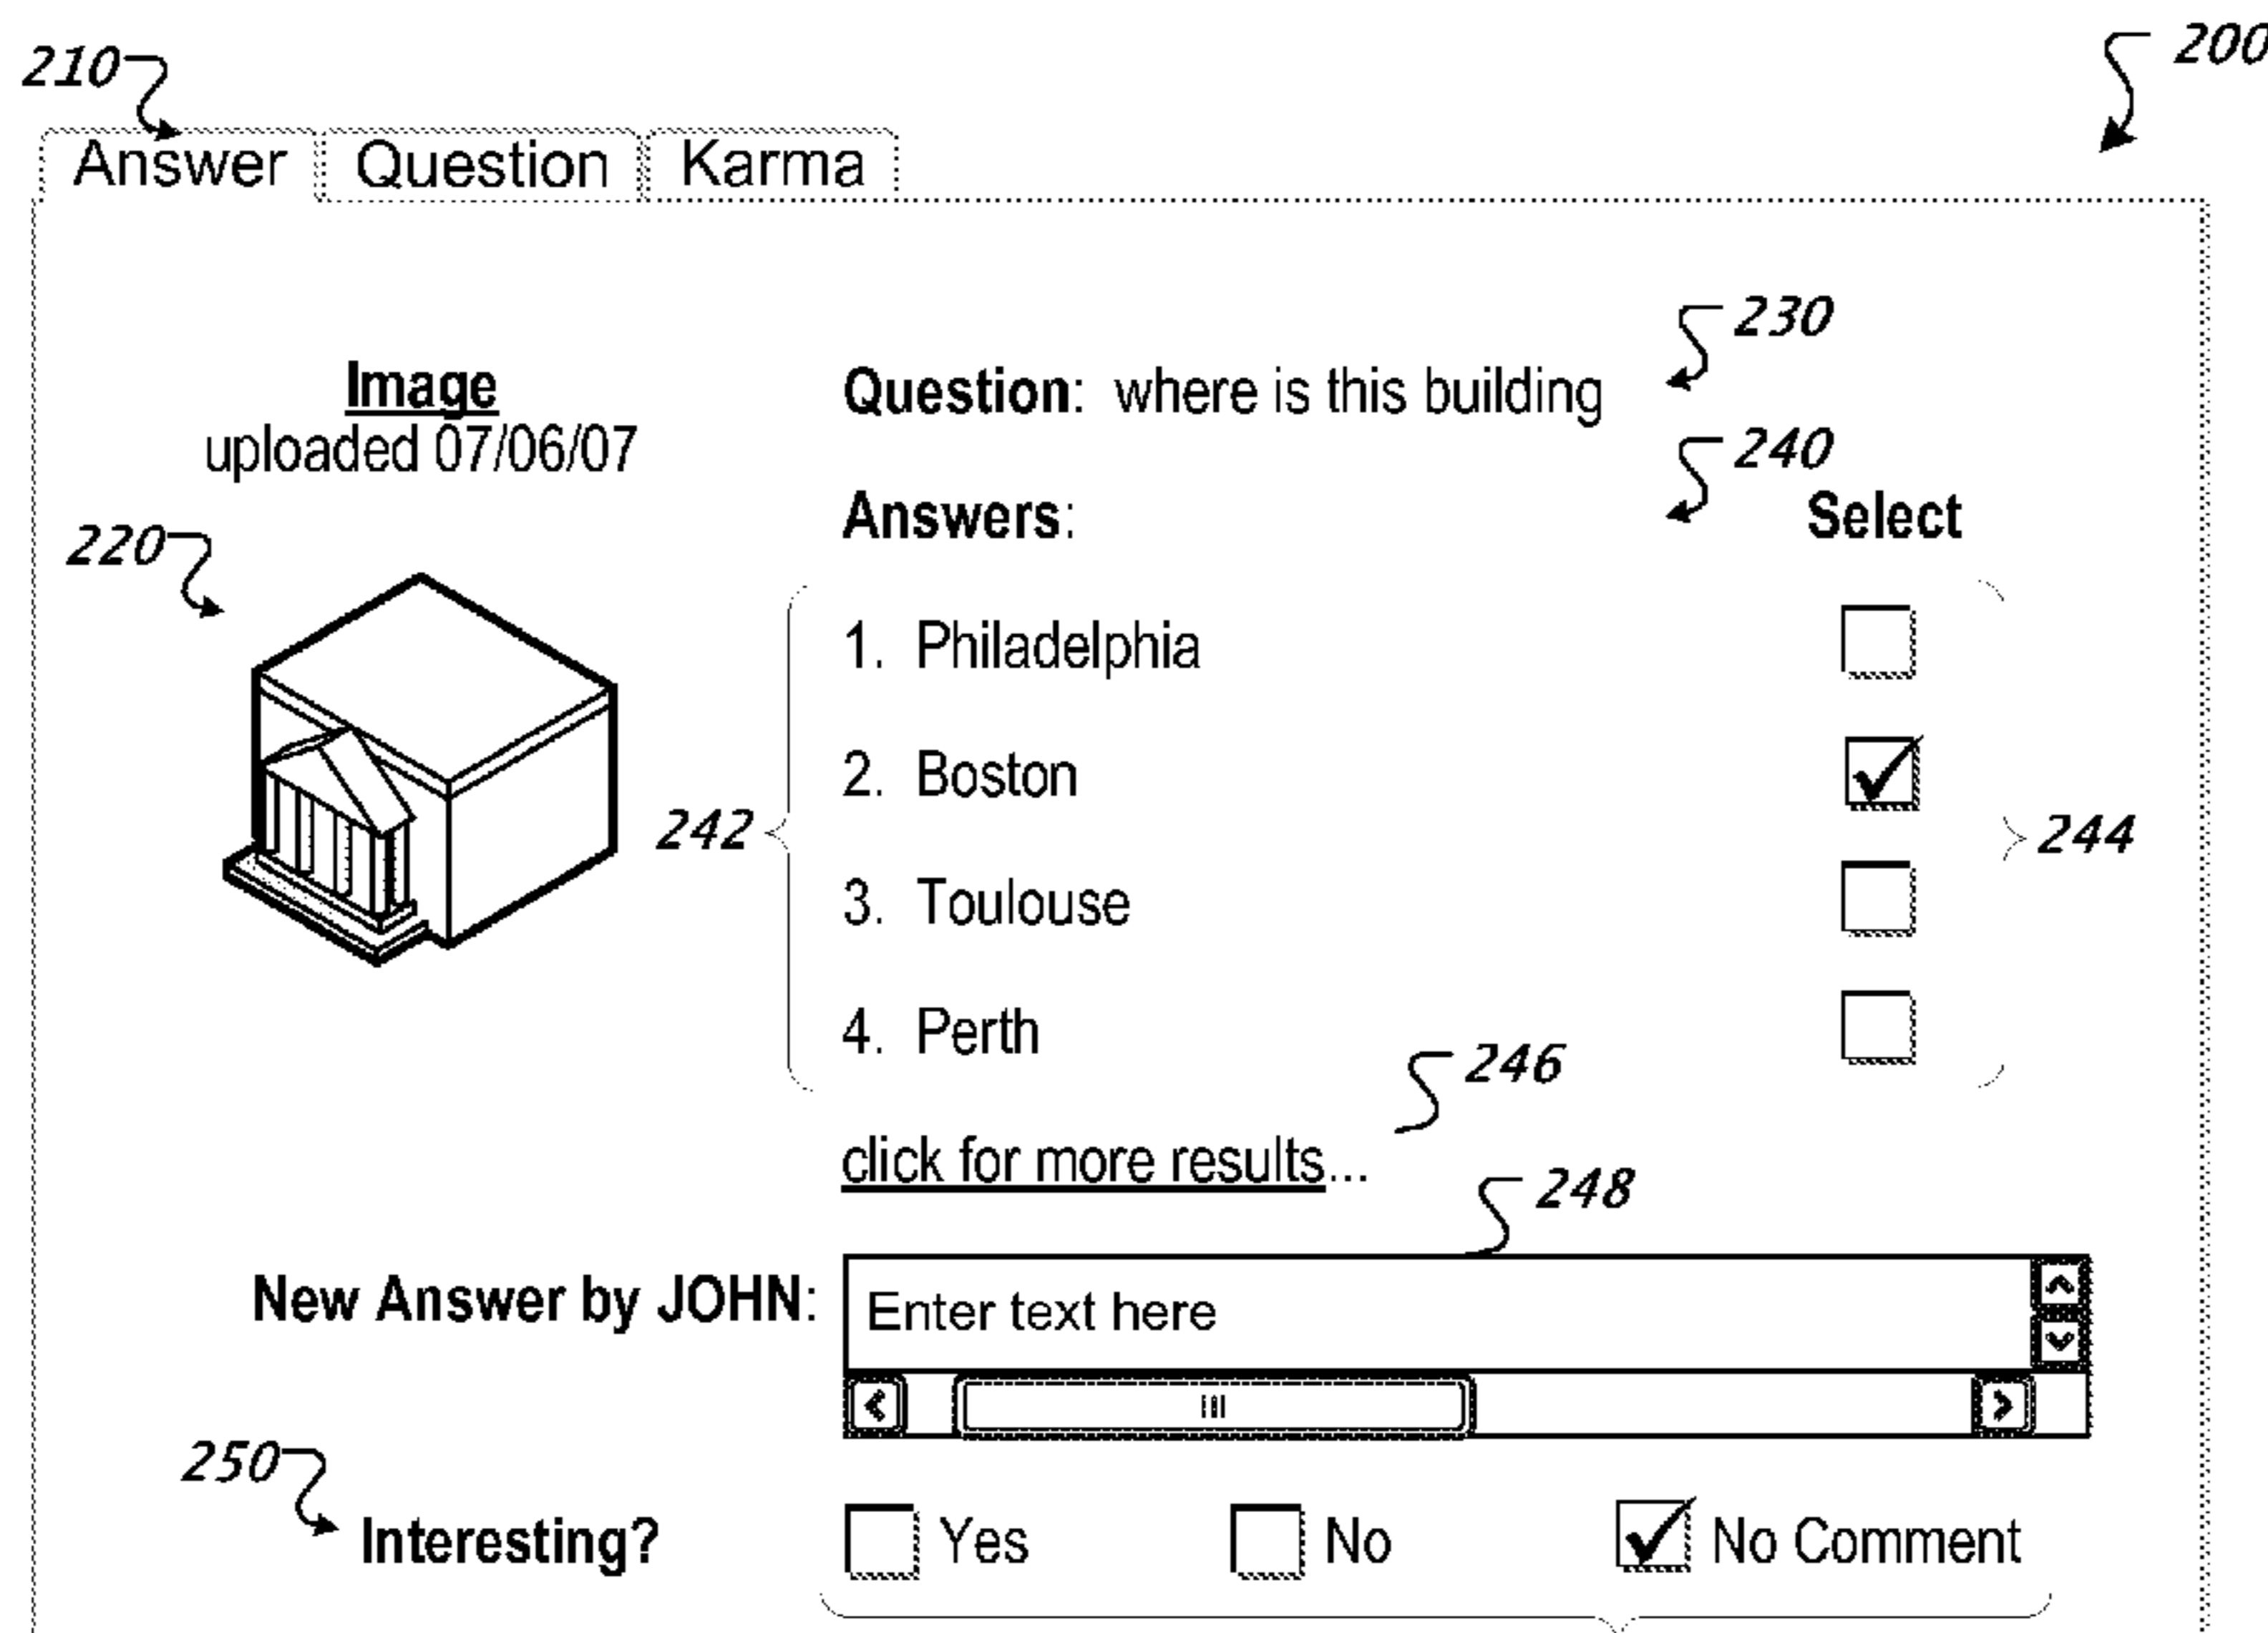 210
200
Answer Question Karma
230
Image
uploaded 07/06/07
Question: where is this building
240
Answers: Select
220
1. Philadelphia
2. Boston
242
244
3. Toulouse
4. Perth
246
click for more results...
248
New Answer by JOHN: Enter text here
250
Interesting? Yes No No Comment